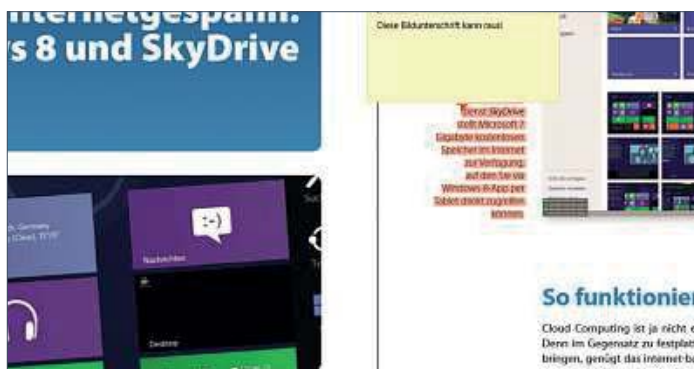 nternetgespann:
s 8 und SkyDrive
Nachrichten
Desktop
Diese Bildunterschrift kann raus!
Dienst SkyDrive
stellt Microsoft 7
Gigabyte kostenlosen
Speicher im Internet
zur Verfügung,
auf den Sie via
Windows-8-App per
Tablet direkt zugreifen
können.
So funktionier
Cloud Computing ist ja nicht e
Denn im Gegensatz zu festplatt
bringen, genügt das internet-ba